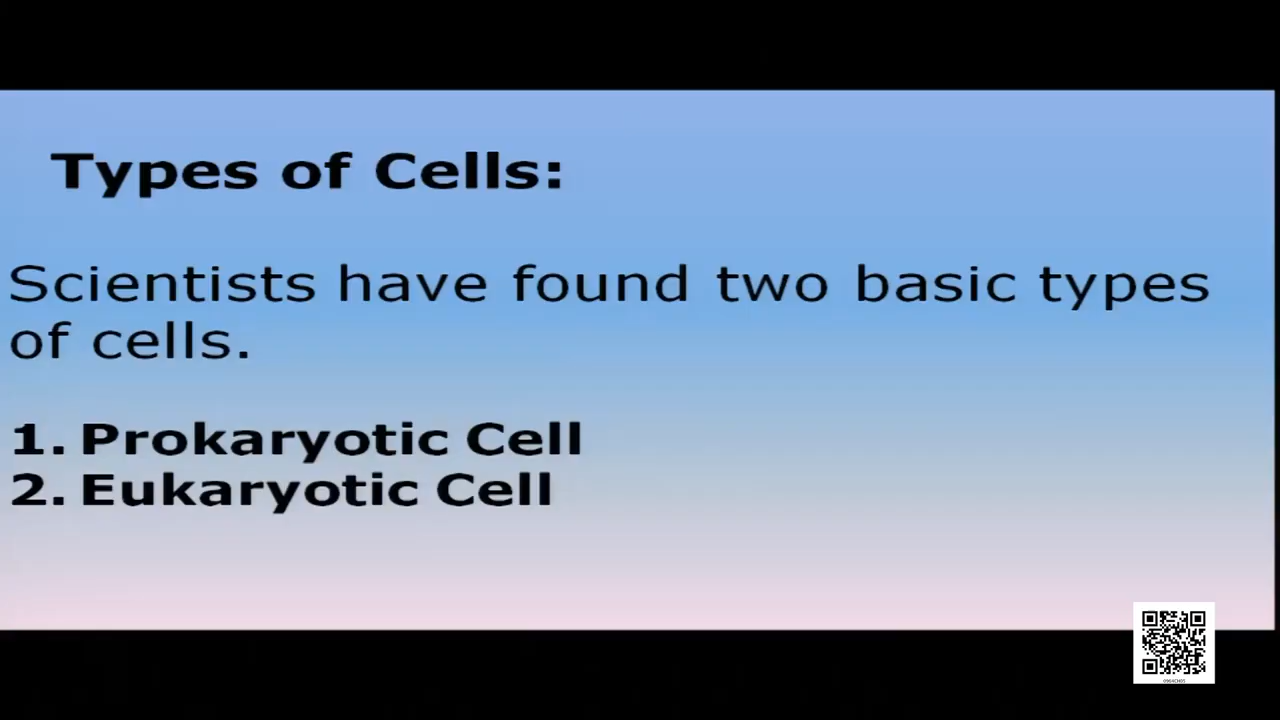 Types of Cells:
Scientists have found two basic types
of cells.
1. Prokaryotic Cell
2. Eukaryotic Cell